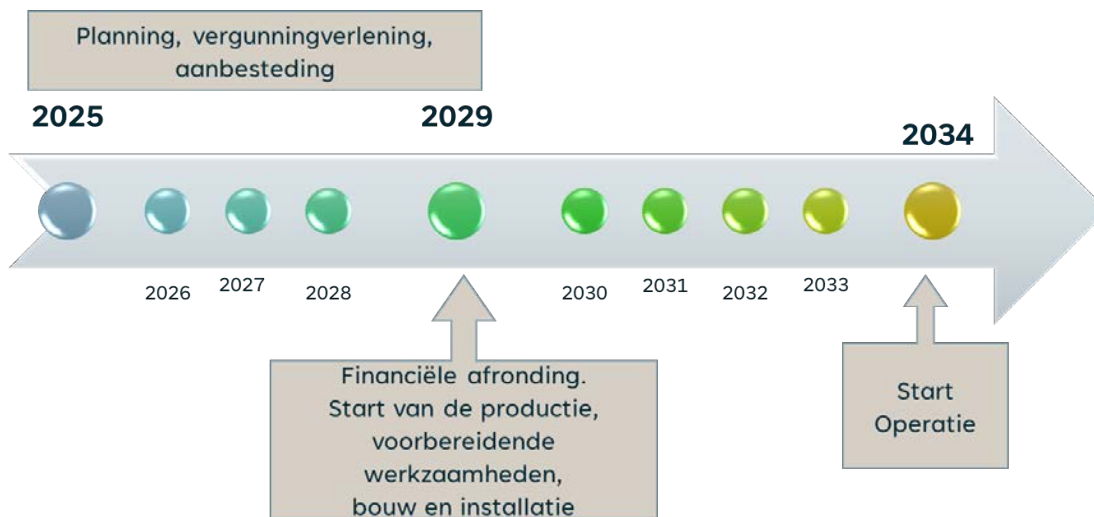 Planning, vergunningverlening,
aanbesteding
2025
2029
2034
2026
2027
2028
2030
2031
2032
2033
Financiële afronding.
Start van de productie,
voorbereidende
werkzaamheden,
bouw en installatie
Start
Operatie